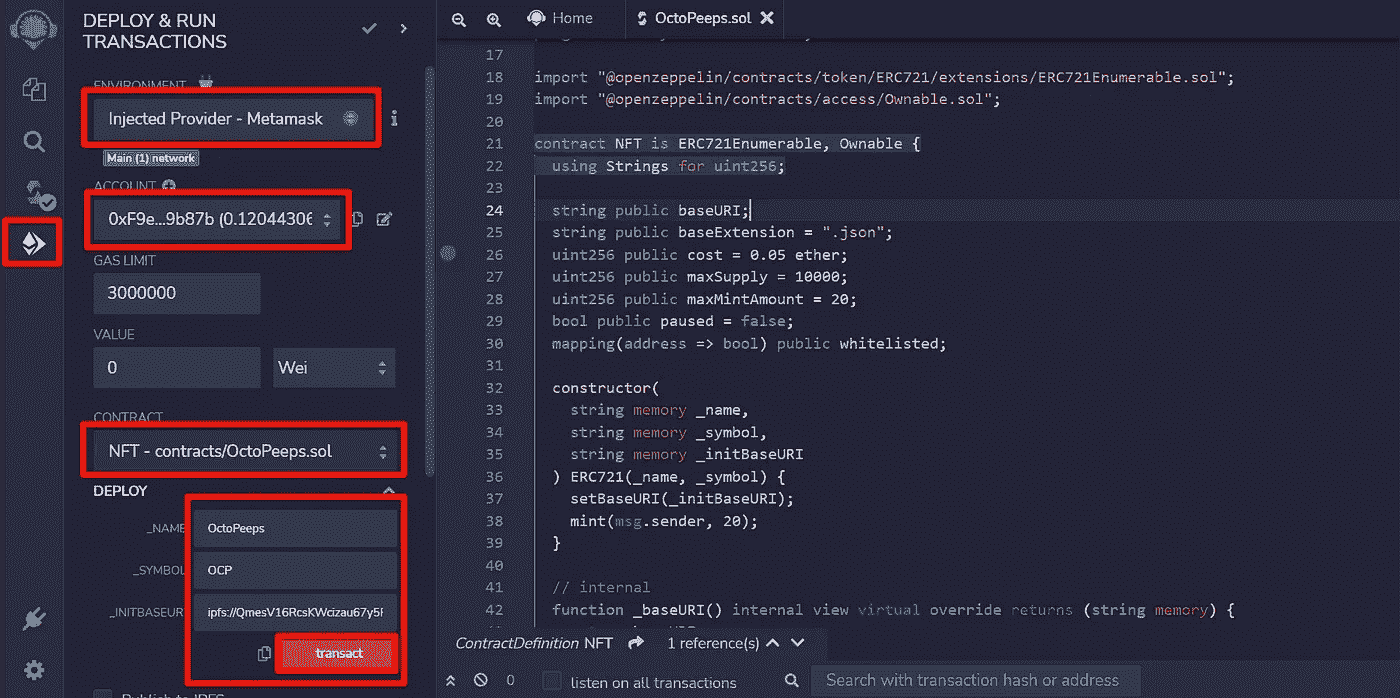 DEPLOY & RUN
TRANSACTIONS
ENVIRONMENT
Injected Provider - Metamask
Main (1) network
ACCOUNT
0xF9e...9b87b (0.12044306
GAS LIMIT
3000000
VALUE
0
Wei
CONTRACT
NFT - contracts/OctoPeeps.sol
DEPLOY
_NAME
OctoPeeps
_SYMBOL
OCP
_INITBASEUR
ipfs://QmesV16RcsKWcizau67y5F
transact
Publish to IPFS
Home
OctoPeeps.sol
17
18 import "@openzeppelin/contracts/token/ERC721/extensions/ERC721Enumerable.sol";
19 import "@openzeppelin/contracts/access/Ownable.sol";
20
21 contract NFT is ERC721Enumerable, Ownable {
22 using Strings for uint256;
23
24 string public baseURI;
25 string public baseExtension = ".json";
26 uint256 public cost = 0.05 ether;
27 uint256 public maxSupply = 10000;
28 uint256 public maxMintAmount = 20;
29 bool public paused = false;
30 mapping(address => bool) public whitelisted;
31
32 constructor(
33 string memory _name,
34 string memory _symbol,
35 string memory _initBaseURI
36 ) ERC721(_name, _symbol) {
37 setBaseURI(_initBaseURI);
38 mint(msg.sender, 20);
39 }
40
41 // internal
42 function _baseURI() internal view virtual override returns (string memory) {
ContractDefinition NFT
1 reference(s)
0
listen on all transactions
Search with transaction hash or address